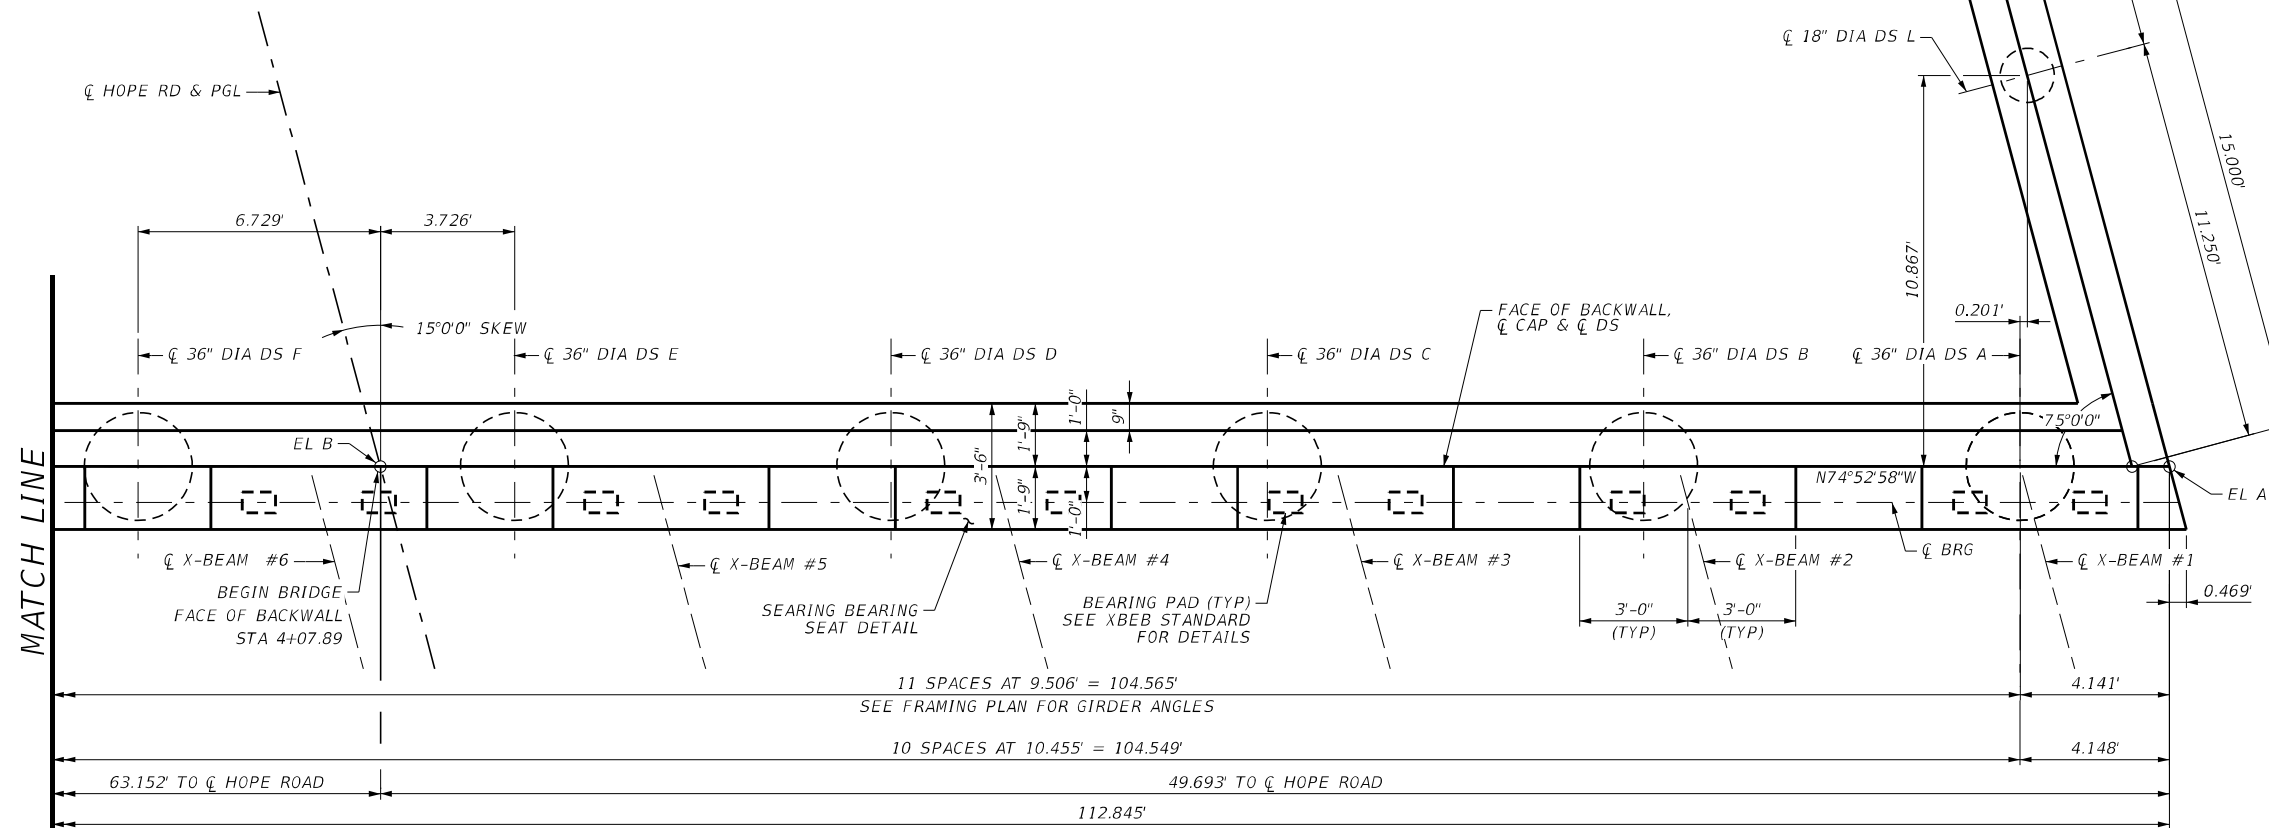 ℄ 18" DIA DS L
℄ HOPE RD & PGL
15.000'
11.250'
6.729'
3.726'
10.867'
0.201'
FACE OF BACKWALL,
℄ CAP & ℄ DS
15°0'0" SKEW
℄ 36" DIA DS F
℄ 36" DIA DS E
℄ 36" DIA DS D
℄ 36" DIA DS C
℄ 36" DIA DS B
℄ 36" DIA DS A
1'-0"
9"
1'-9"
3'-6"
1'-9"
1'-0"
75°0'0"
EL B
N74°52'58"W
EL A
MATCH LINE
℄ BRG
℄ X-BEAM #6
℄ X-BEAM #5
℄ X-BEAM #4
℄ X-BEAM #3
℄ X-BEAM #2
℄ X-BEAM #1
BEGIN BRIDGE
FACE OF BACKWALL
STA 4+07.89
SEARING BEARING
SEAT DETAIL
BEARING PAD (TYP)
SEE XBEB STANDARD
FOR DETAILS
3'-0"
(TYP)
3'-0"
(TYP)
0.469'
11 SPACES AT 9.506' = 104.565'
4.141'
SEE FRAMING PLAN FOR GIRDER ANGLES
10 SPACES AT 10.455' = 104.549'
4.148'
63.152' TO ℄ HOPE ROAD
49.693' TO ℄ HOPE ROAD
112.845'